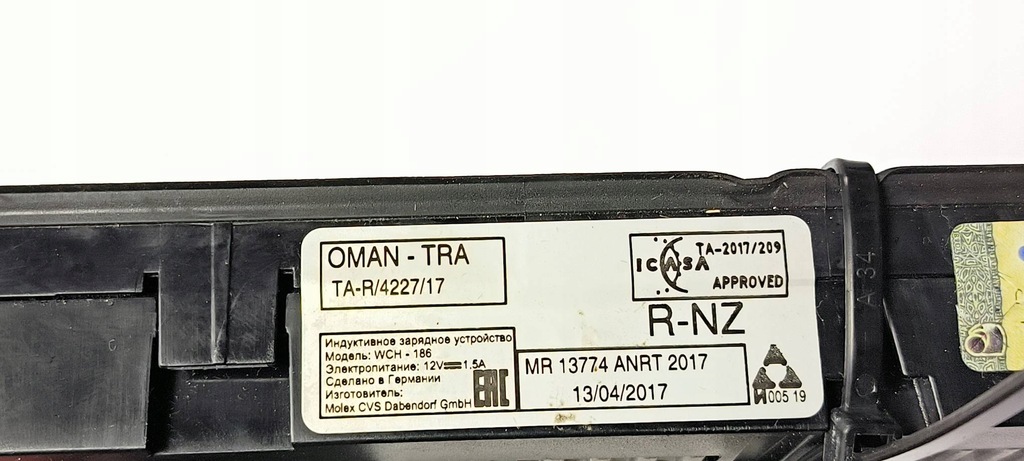 OMAN - TRA
TA-R/4227/17
TA-2017/209
ICASA
APPROVED
R-NZ
Индуктивное зарядное устройство
Модель: WCH - 186
Электропитание: 12V⎓1.5A
Сделано в Германии
Изготовитель:
Molex CVS Dabendorf GmbH
EAC
MR 13774 ANRT 2017
13/04/2017
005 19
A 34